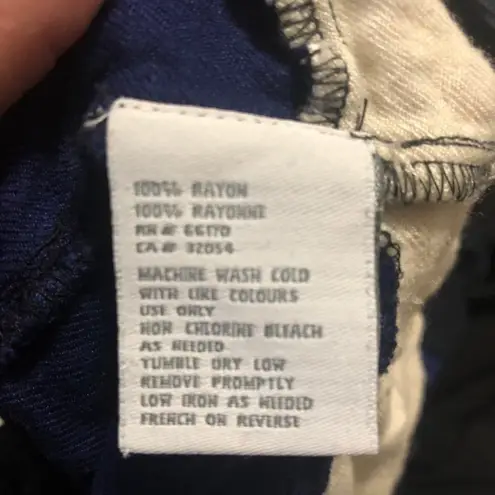 100% RAYON
100% RAYONNE
RN # 66170
CA # 32054
MACHINE WASH COLD
WITH LIKE COLOURS
USE ONLY
NON CHLORINE BLEACH
AS NEEDED
TUMBLE DRY LOW
REMOVE PROMPTLY
LOW IRON AS NEEDED
FRENCH ON REVERSE